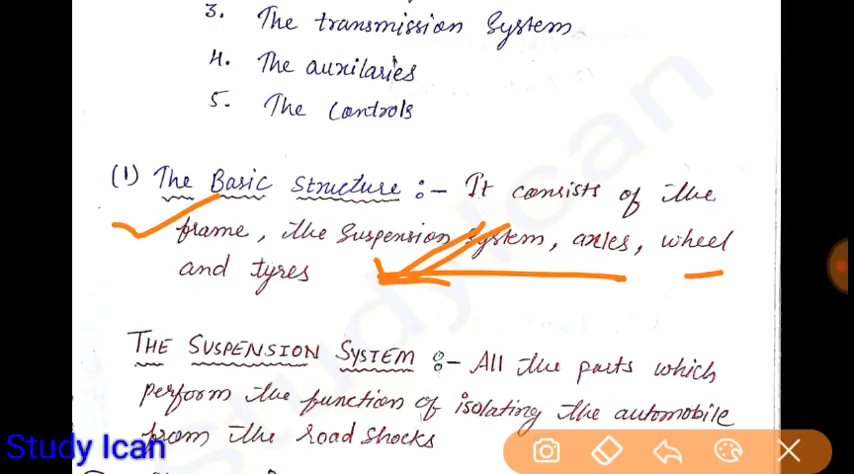 3. The transmission System
4. The auxilaries
5. The Controls
(1) The Basic Structure :- It consists of the
frame, the suspension system, axles, wheel
and tyres
THE SUSPENSION SYSTEM :- All the parts which
perform the function of isolating the automobile
from the road shocks
Study Ican